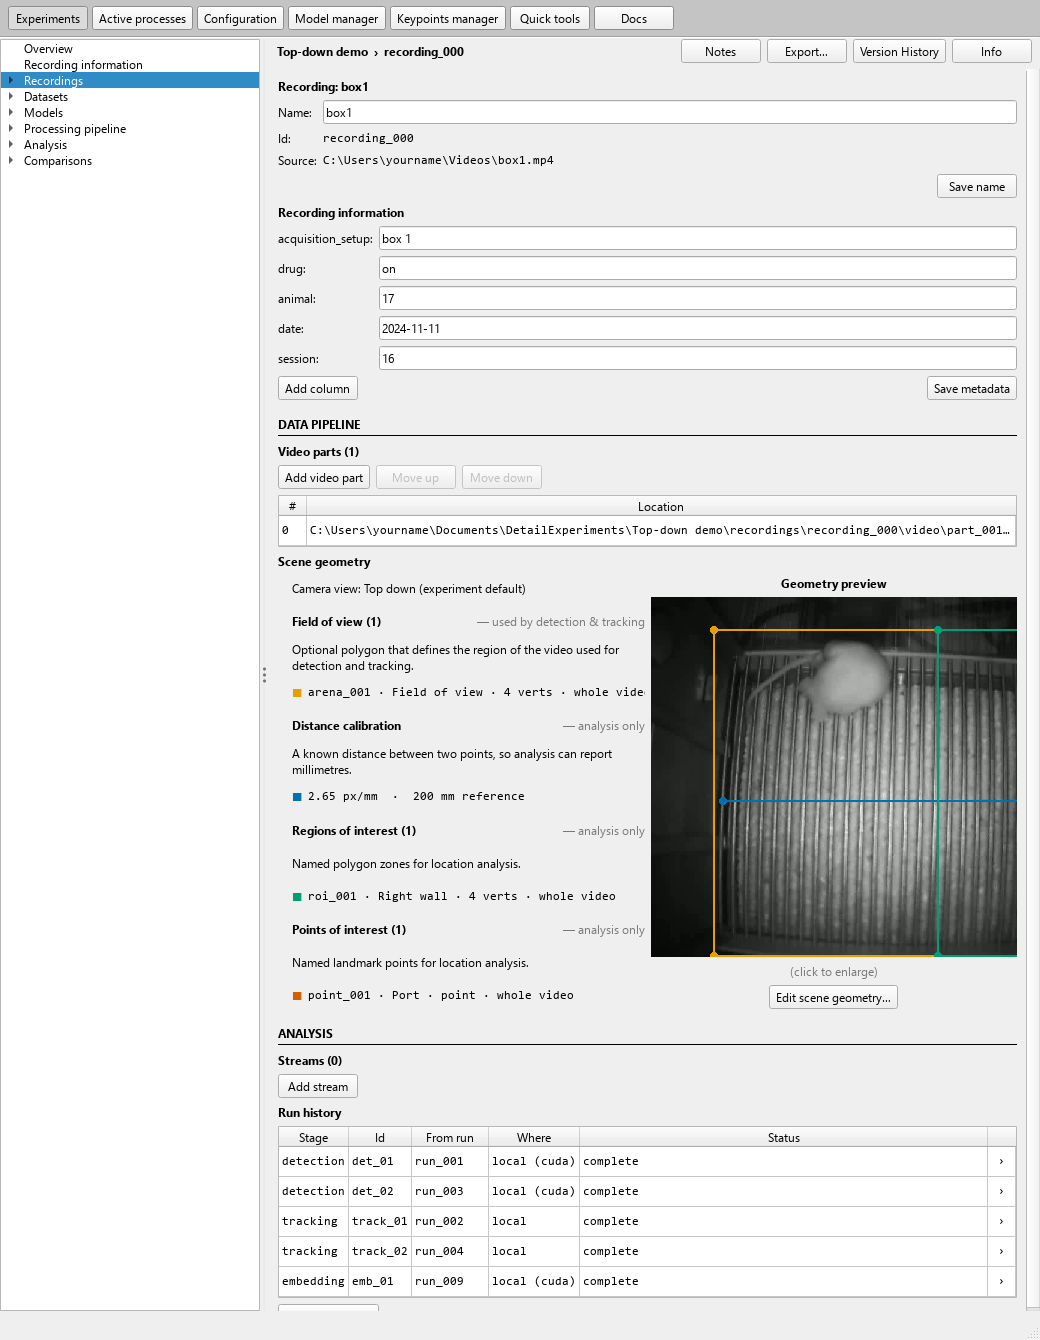 Experiments Active processes Configuration Model manager Keypoints manager Quick tools Docs
Overview
Recording information
Recordings
Datasets
Models
Processing pipeline
Analysis
Comparisons
Top-down demo › recording_000 Notes Export... Version History Info
Recording: box1
Name: box1
Id: recording_000
Source: C:\Users\yourname\Videos\box1.mp4
Save name
Recording information
acquisition_setup: box 1
drug: on
animal: 17
date: 2024-11-11
session: 16
Add column Save metadata
DATA PIPELINE
Video parts (1)
Add video part Move up Move down
# Location
0 C:\Users\yourname\Documents\DetailExperiments\Top-down demo\recordings\recording_000\video\part_001…
Scene geometry
Camera view: Top down (experiment default)
Field of view (1) — used by detection & tracking
Optional polygon that defines the region of the video used for
detection and tracking.
arena_001 · Field of view · 4 verts · whole vide
Distance calibration — analysis only
A known distance between two points, so analysis can report
millimetres.
2.65 px/mm · 200 mm reference
Regions of interest (1) — analysis only
Named polygon zones for location analysis.
roi_001 · Right wall · 4 verts · whole video
Points of interest (1) — analysis only
Named landmark points for location analysis.
point_001 · Port · point · whole video
Geometry preview
(click to enlarge)
Edit scene geometry...
ANALYSIS
Streams (0)
Add stream
Run history
Stage Id From run Where Status
detection det_01 run_001 local (cuda) complete ›
detection det_02 run_003 local (cuda) complete ›
tracking track_01 run_002 local complete ›
tracking track_02 run_004 local complete ›
embedding emb_01 run_009 local (cuda) complete ›